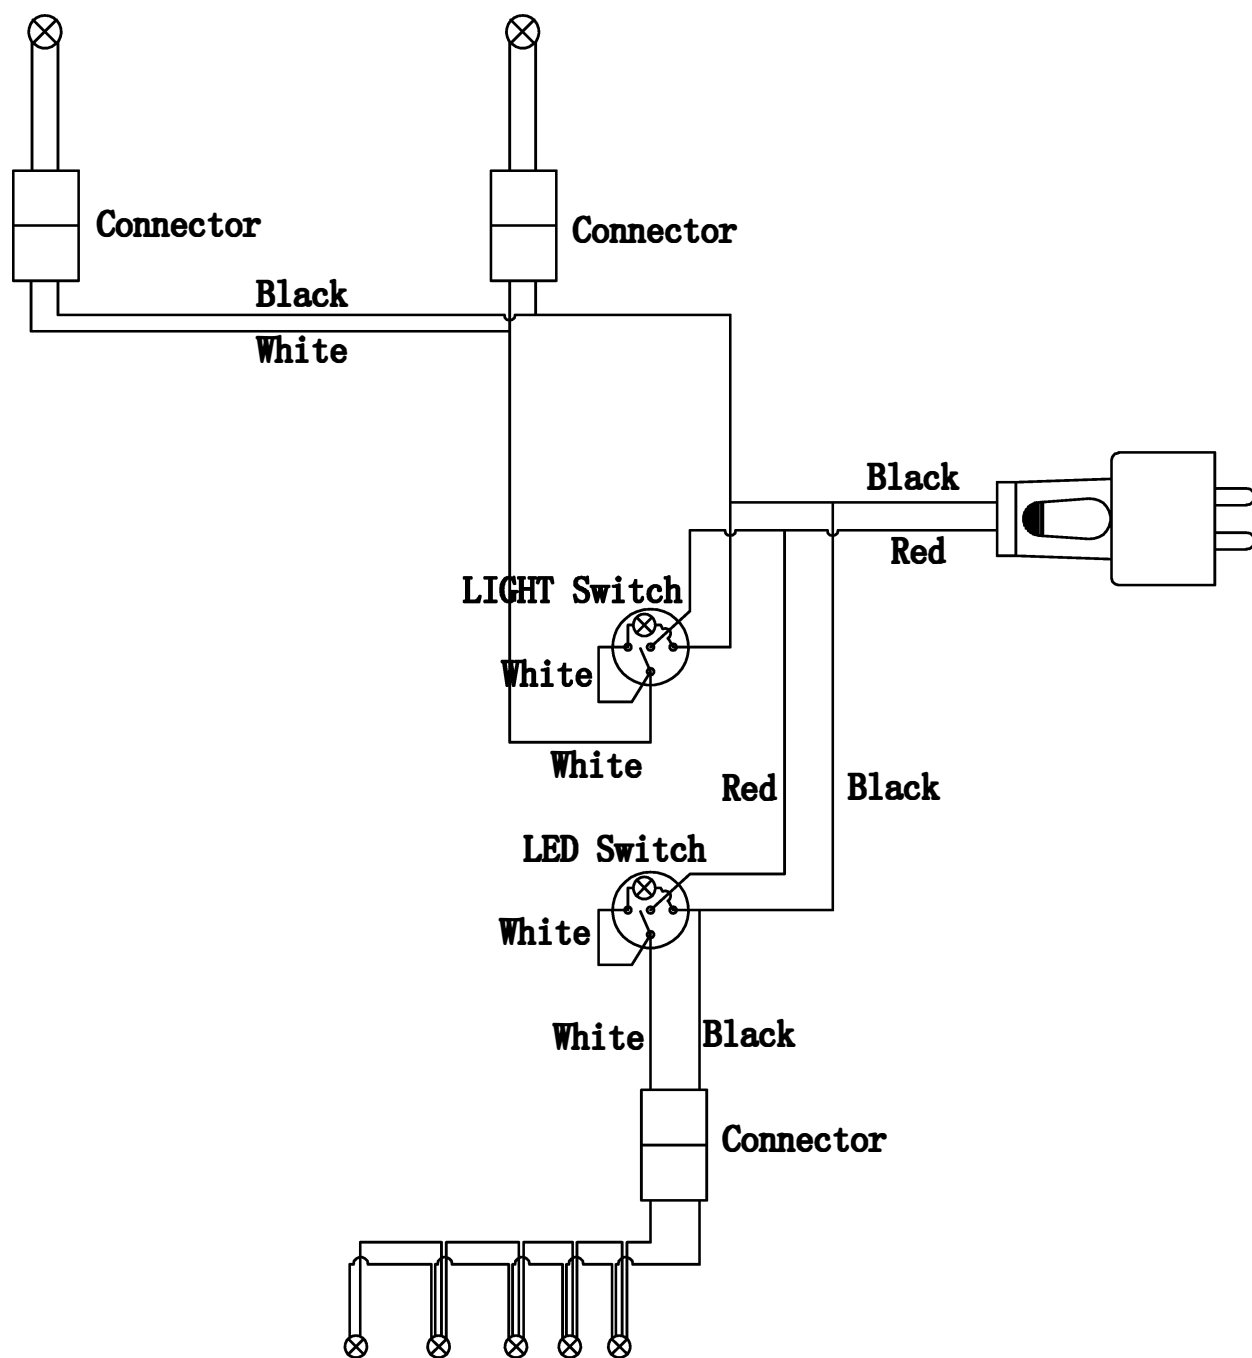 Connector
Connector
Black
White
Black
Red
LIGHT Switch
White
White
Red
Black
LED Switch
White
White
Black
Connector